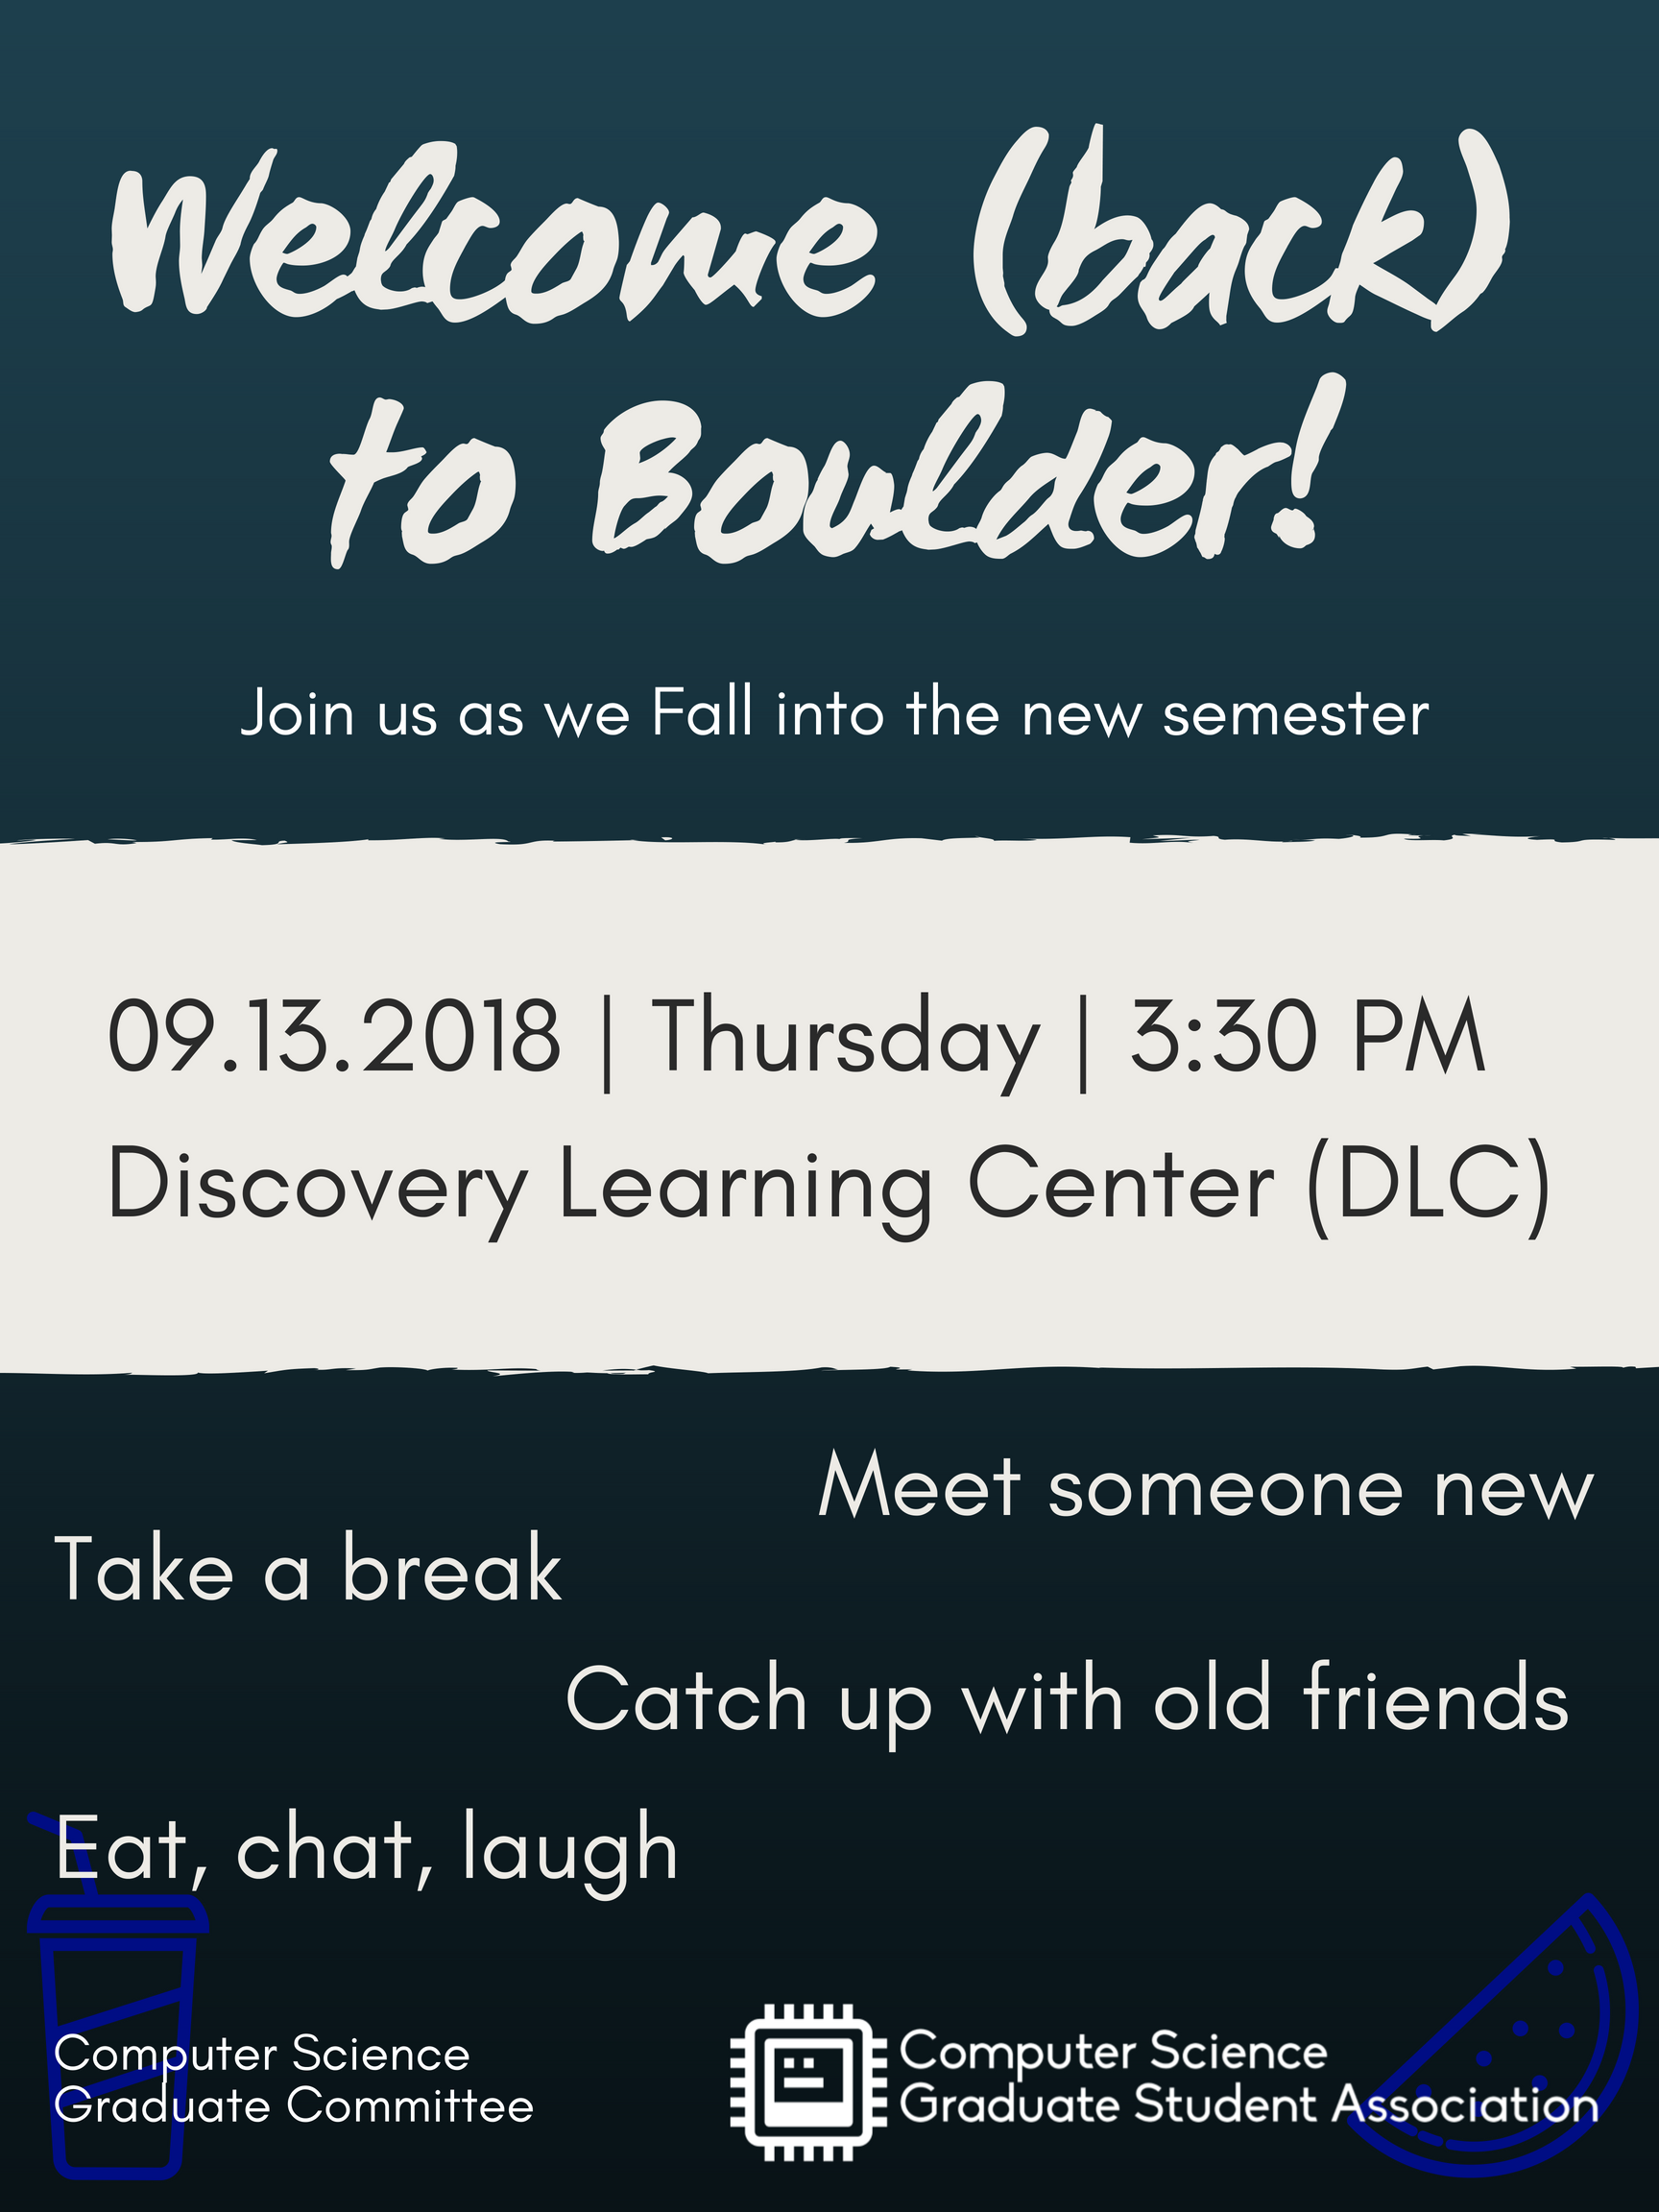 Welcome (back)
to Boulder!
Join us as we Fall into the new semester
09.13.2018 | Thursday | 3:30 PM
Discovery Learning Center (DLC)
Meet someone new
Take a break
Catch up with old friends
Eat, chat, laugh
Computer Science
Graduate Committee
Computer Science
Graduate Student Association